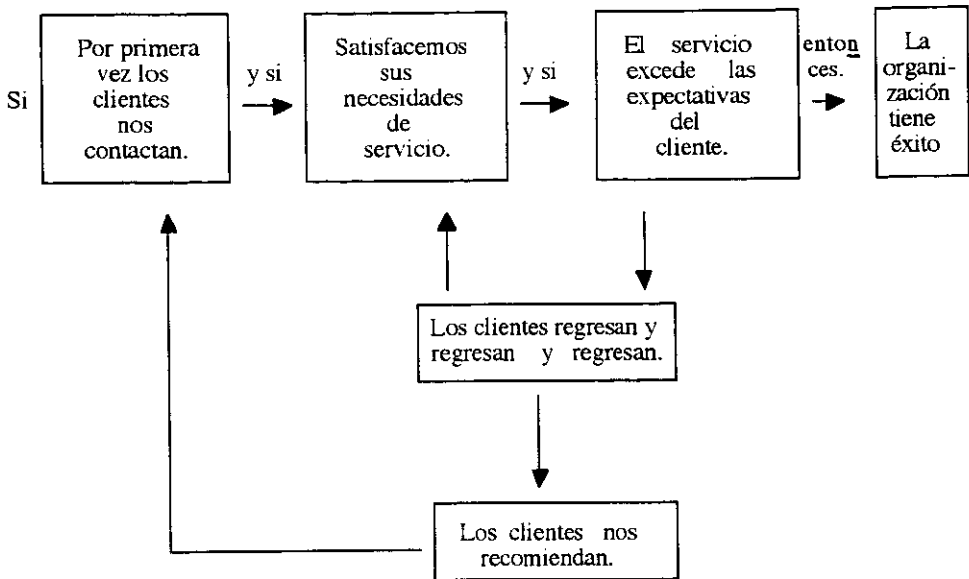 Si
Por primera
vez los
clientes
nos
contactan.
y si
Satisfacemos
sus
necesidades
de
servicio.
y si
El servicio
excede las
expectativas
del
cliente.
enton
ces.
La
organi-
zación
tiene
éxito
Los clientes regresan y
regresan y regresan.
Los clientes nos
recomiendan.